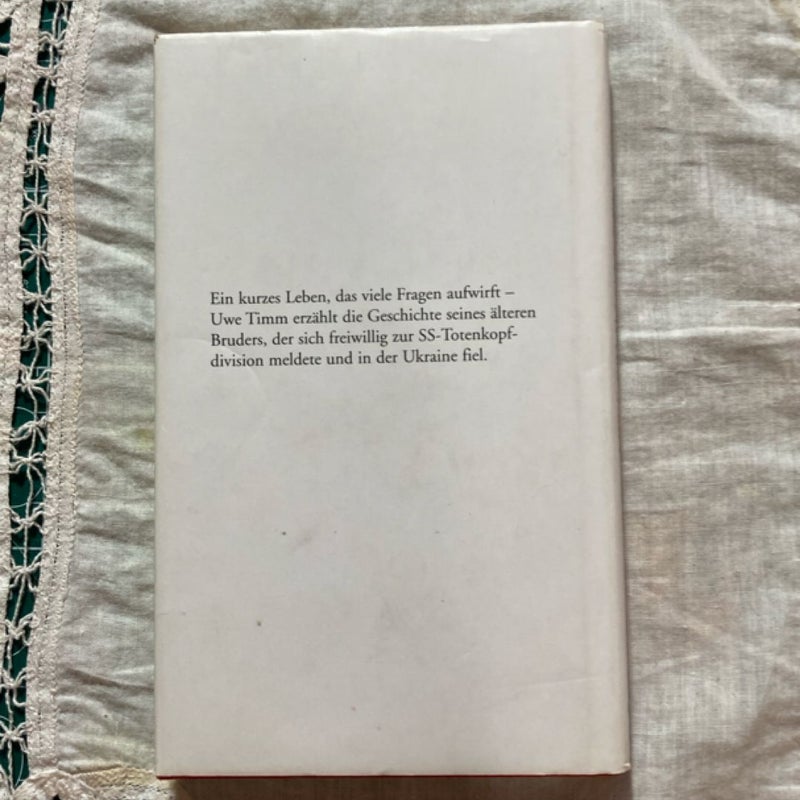 Ein kurzes Leben, das viele Fragen aufwirft –
Uwe Timm erzählt die Geschichte seines älteren
Bruders, der sich freiwillig zur SS-Totenkopf-
division meldete und in der Ukraine fiel.